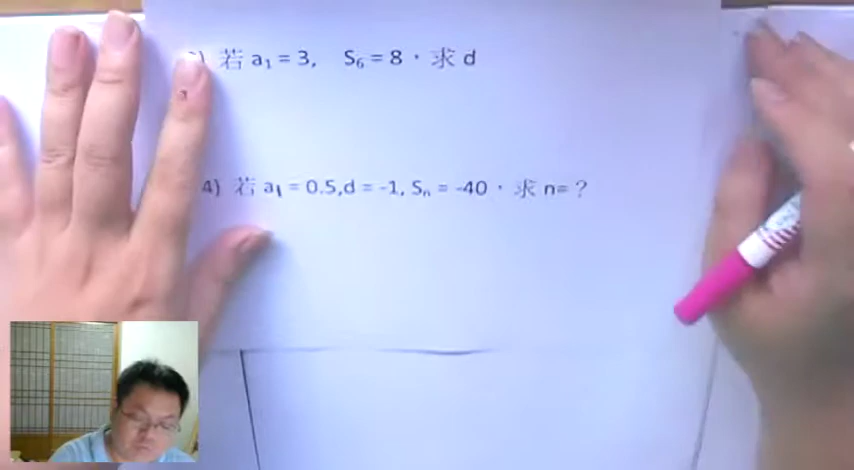 ) 若 a₁ = 3,   S₆ = 8，求 d
4) 若 a₁ = 0.5,d = -1, Sₙ = -40，求 n= ?